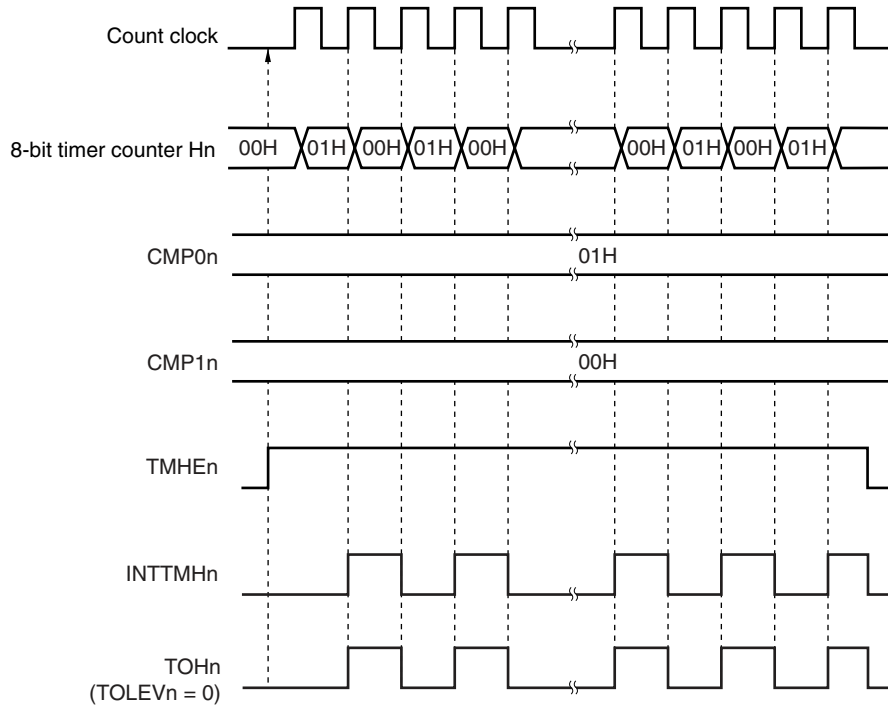 Count clock
8-bit timer counter Hn 00H 01H 00H 01H 00H 00H 01H 00H 01H
CMP0n 01H
CMP1n 00H
TMHEn
INTTMHn
TOHn
(TOLEVn = 0)